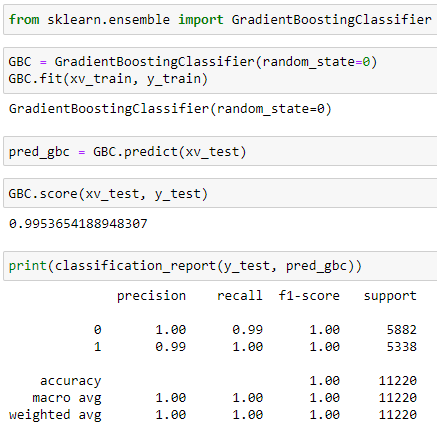 from sklearn.ensemble import GradientBoostingClassifier
GBC = GradientBoostingClassifier(random_state=0)
GBC.fit(xv_train, y_train)
GradientBoostingClassifier(random_state=0)
pred_gbc = GBC.predict(xv_test)
GBC.score(xv_test, y_test)
0.9953654188948307
print(classification_report(y_test, pred_gbc))
precision recall f1-score support
0 1.00 0.99 1.00 5882
1 0.99 1.00 1.00 5338
accuracy 1.00 11220
macro avg 1.00 1.00 1.00 11220
weighted avg 1.00 1.00 1.00 11220